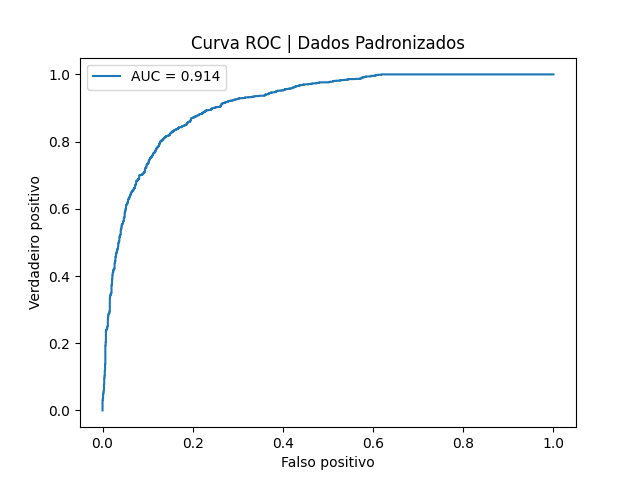 Curva ROC | Dados Padronizados
AUC = 0.914
Verdadeiro positivo
1.0
0.8
0.6
0.4
0.2
0.0
0.0 0.2 0.4 0.6 0.8 1.0
Falso positivo